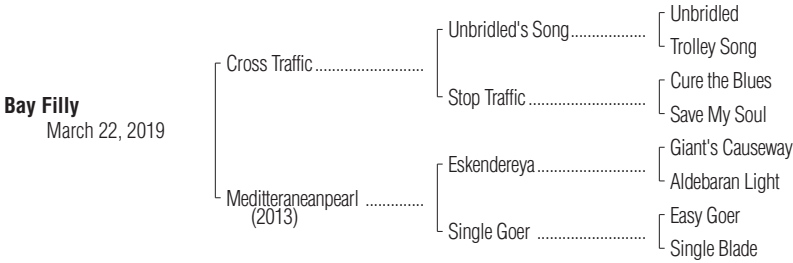 Unbridled
Unbridled's Song....................
Trolley Song
Cross Traffic ..........................
Cure the Blues
Stop Traffic ............................
Save My Soul
Bay Filly
March 22, 2019
Giant's Causeway
Eskendereya..........................
Aldebaran Light
Meditteraneanpearl ..............
(2013)
Easy Goer
Single Goer ..........................
Single Blade